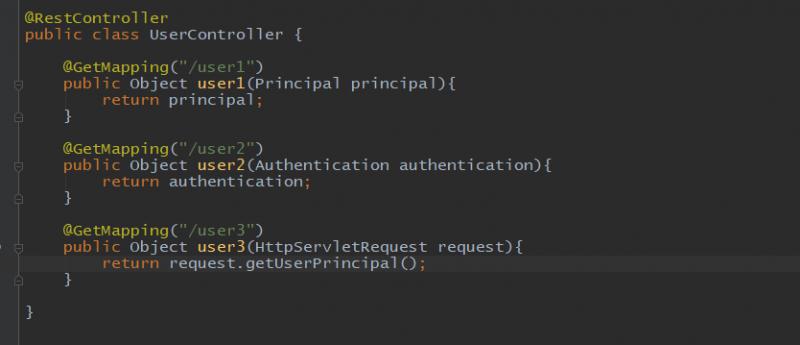 @RestController
public class UserController {
@GetMapping("/user1")
public Object user1(Principal principal){
return principal;
}
@GetMapping("/user2")
public Object user2(Authentication authentication){
return authentication;
}
@GetMapping("/user3")
public Object user3(HttpServletRequest request){
return request.getUserPrincipal();
}
}